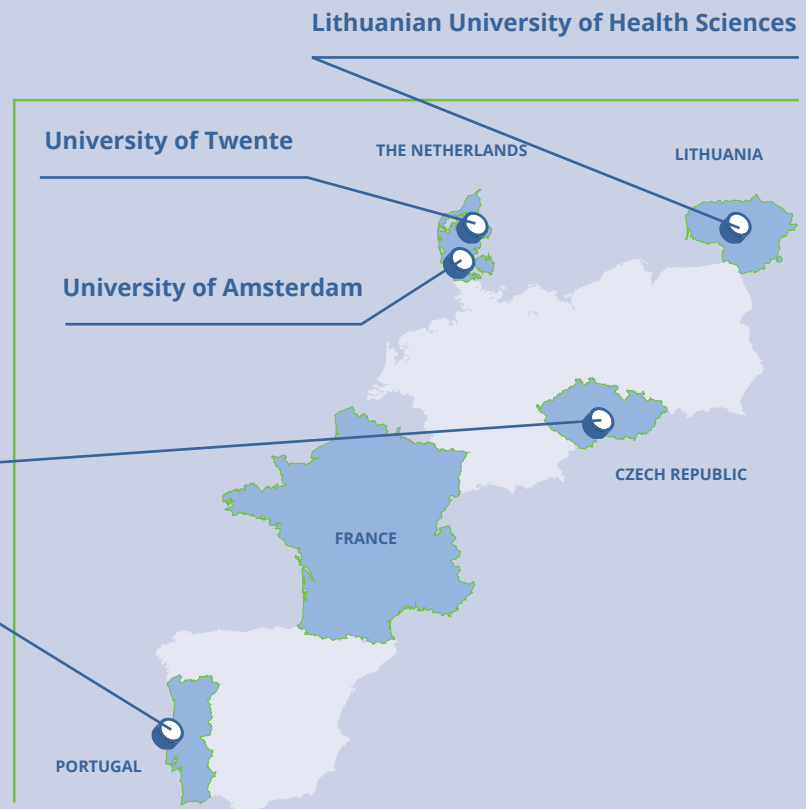 Lithuanian University of Health Sciences
University of Twente
THE NETHERLANDS
LITHUANIA
University of Amsterdam
CZECH REPUBLIC
FRANCE
PORTUGAL